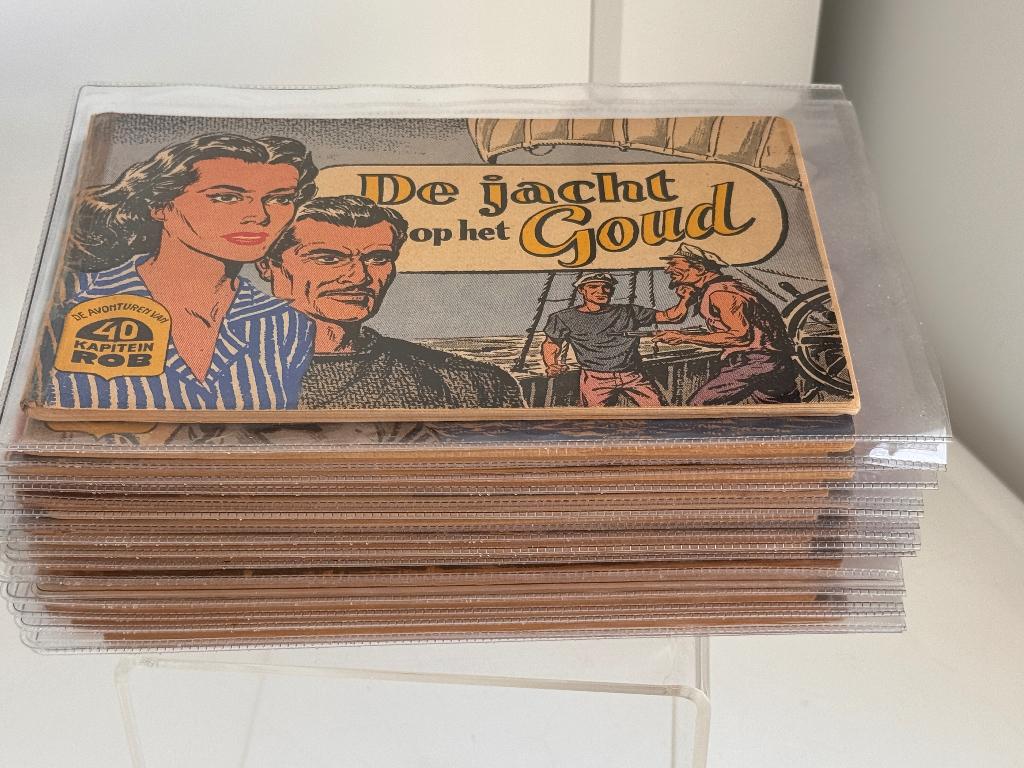 De jacht
op het Goud
DE AVONTUREN VAN
40
KAPITEIN
ROB